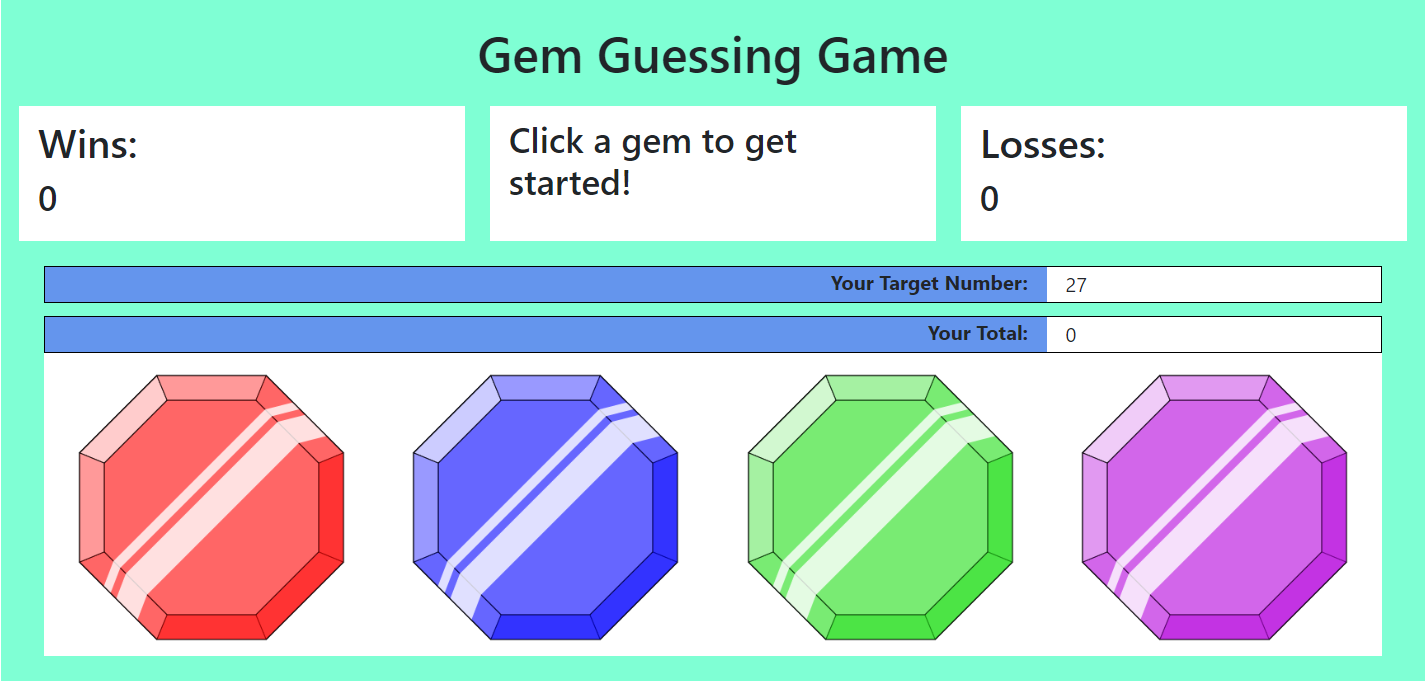 Gem Guessing Game
Wins:
0
Click a gem to get
started!
Losses:
0
Your Target Number: 27
Your Total: 0